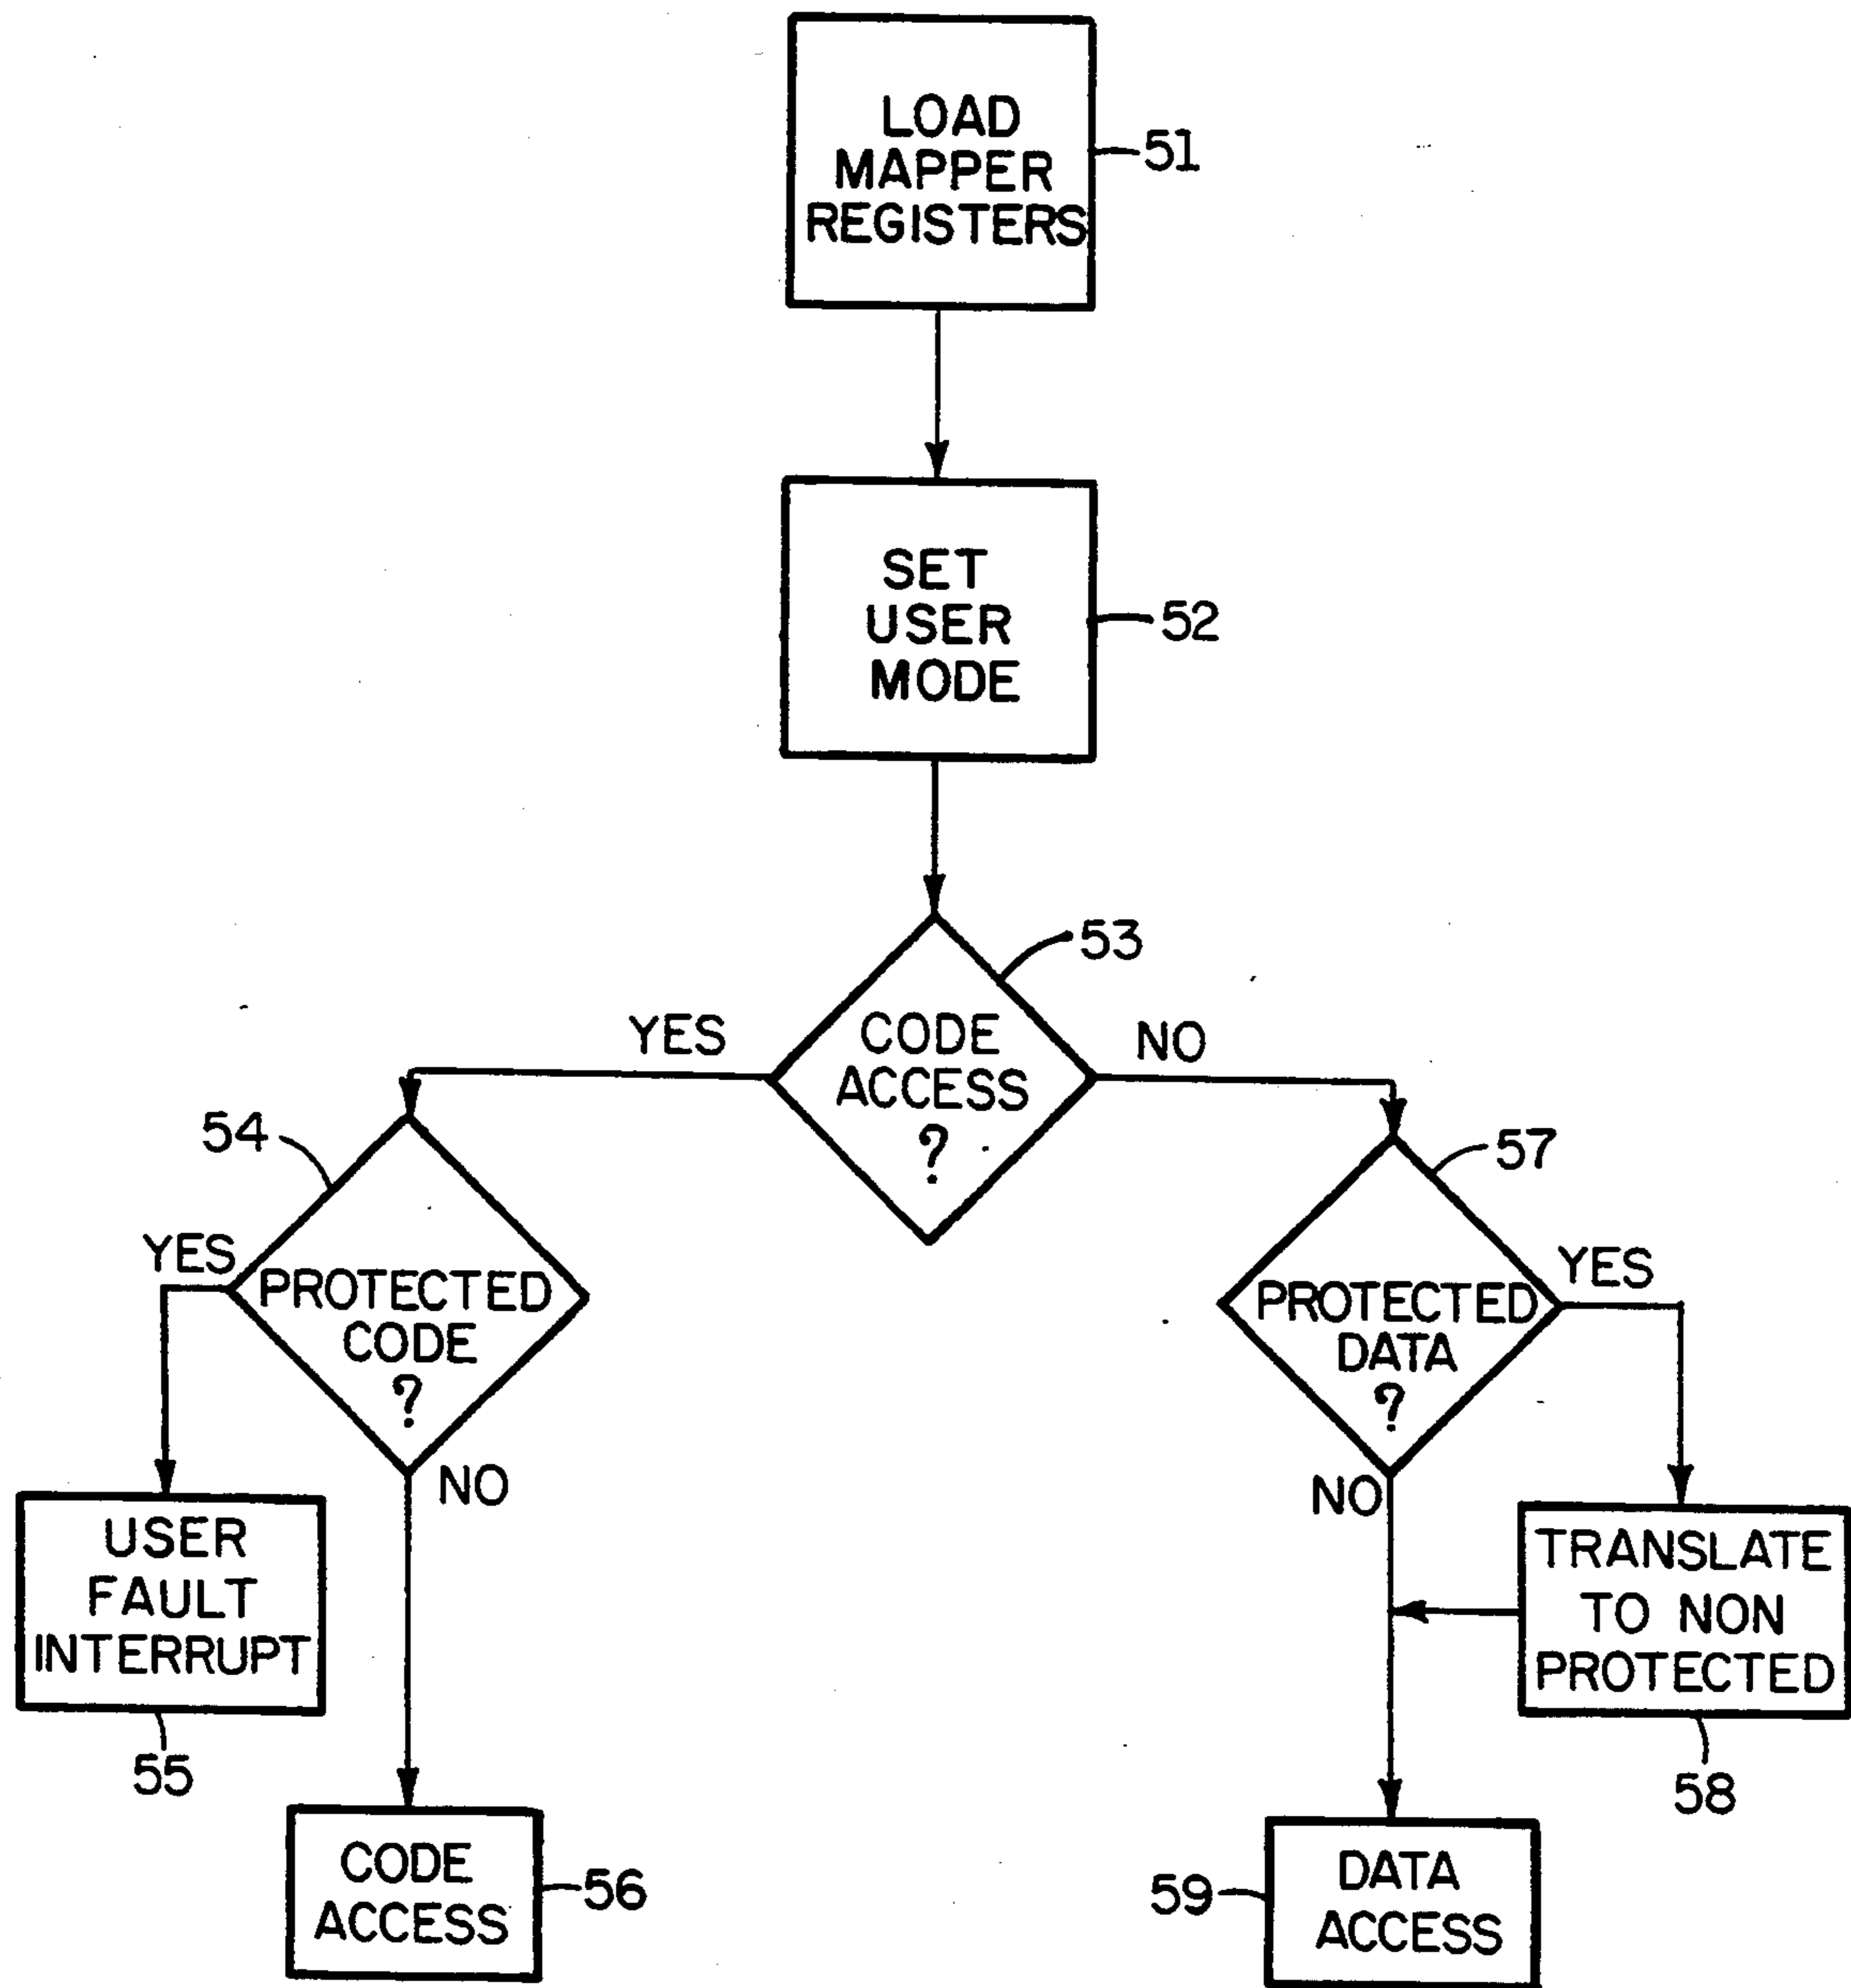 LOAD
MAPPER
REGISTERS
51
SET
USER
MODE
52
53
CODE
ACCESS
?
YES
NO
54
PROTECTED
CODE
?
YES
NO
57
PROTECTED
DATA
?
YES
NO
USER
FAULT
INTERRUPT
55
TRANSLATE
TO NON
PROTECTED
58
CODE
ACCESS
56
DATA
ACCESS
59